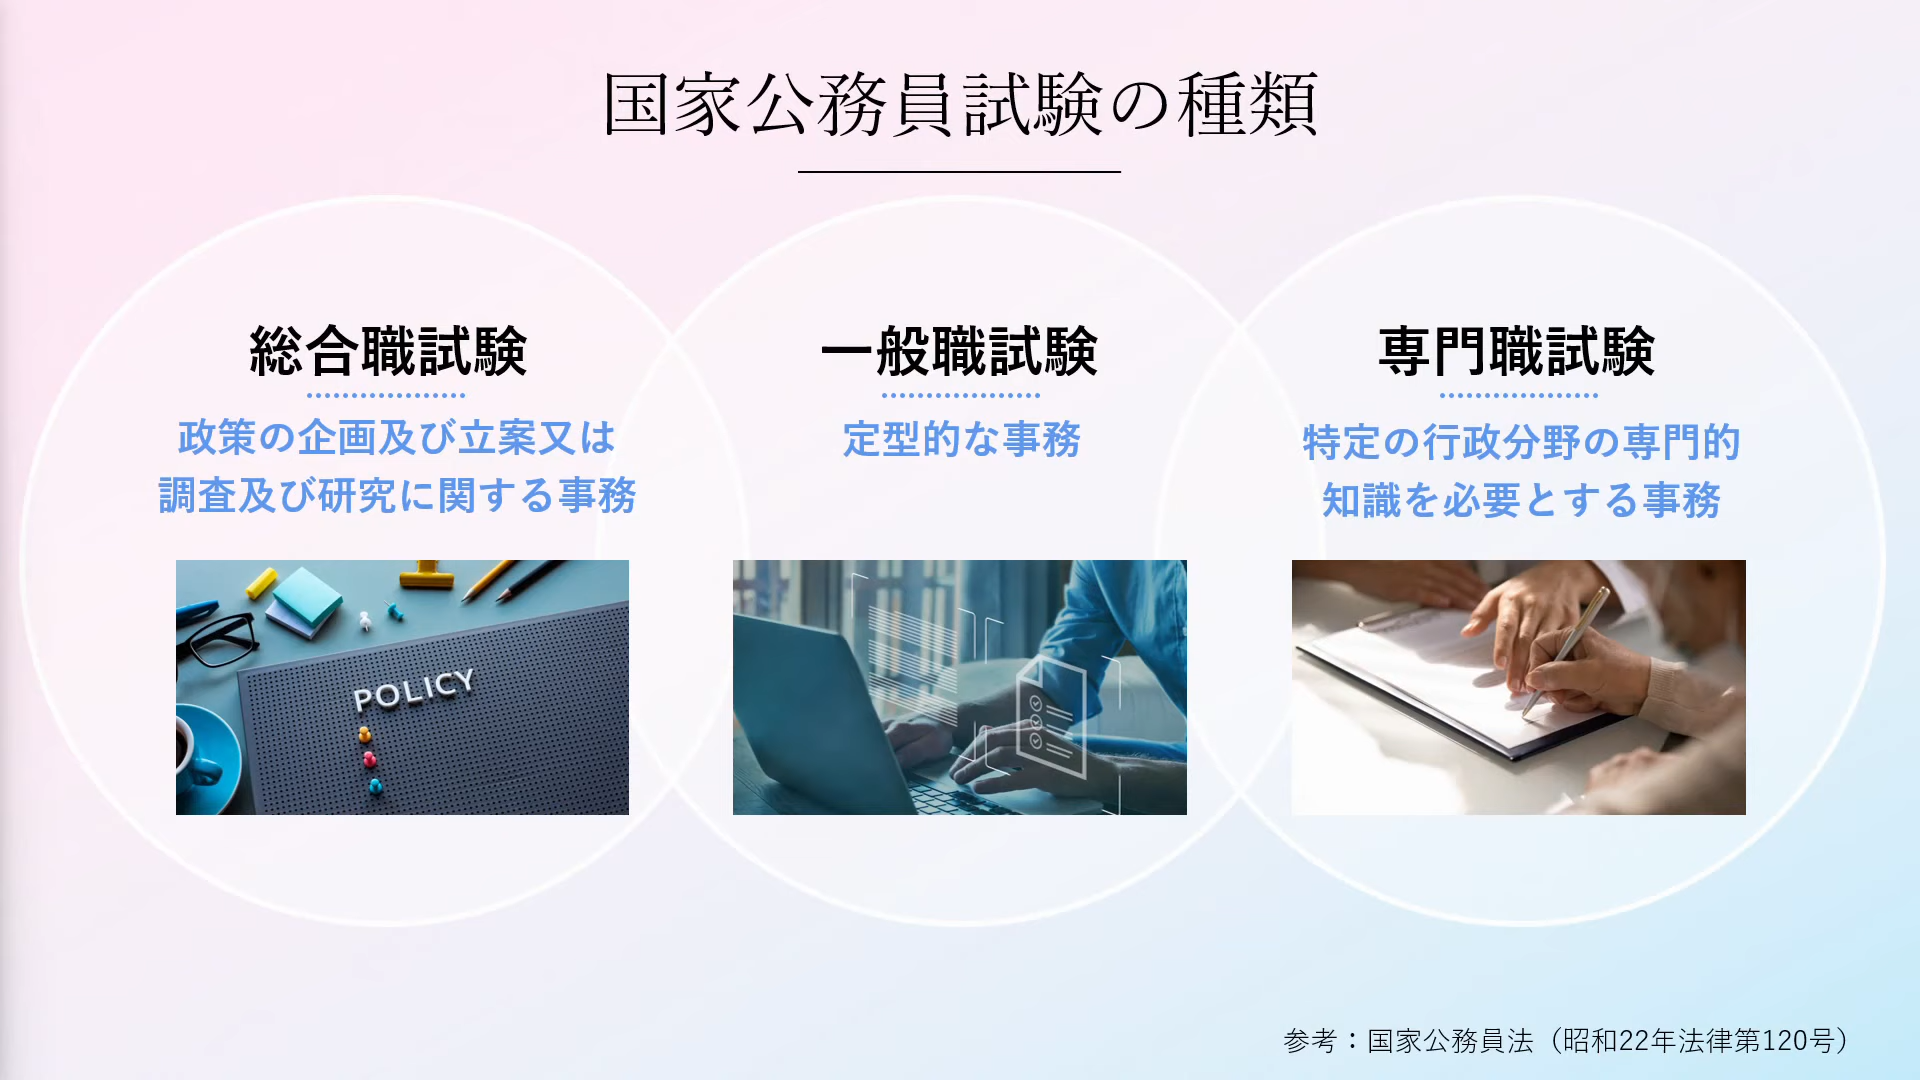 国家公務員試験の種類
総合職試験
政策の企画及び立案又は
調査及び研究に関する事務
POLICY
一般職試験
定型的な事務
専門職試験
特定の行政分野の専門的
知識を必要とする事務
参考：国家公務員法（昭和22年法律第120号）